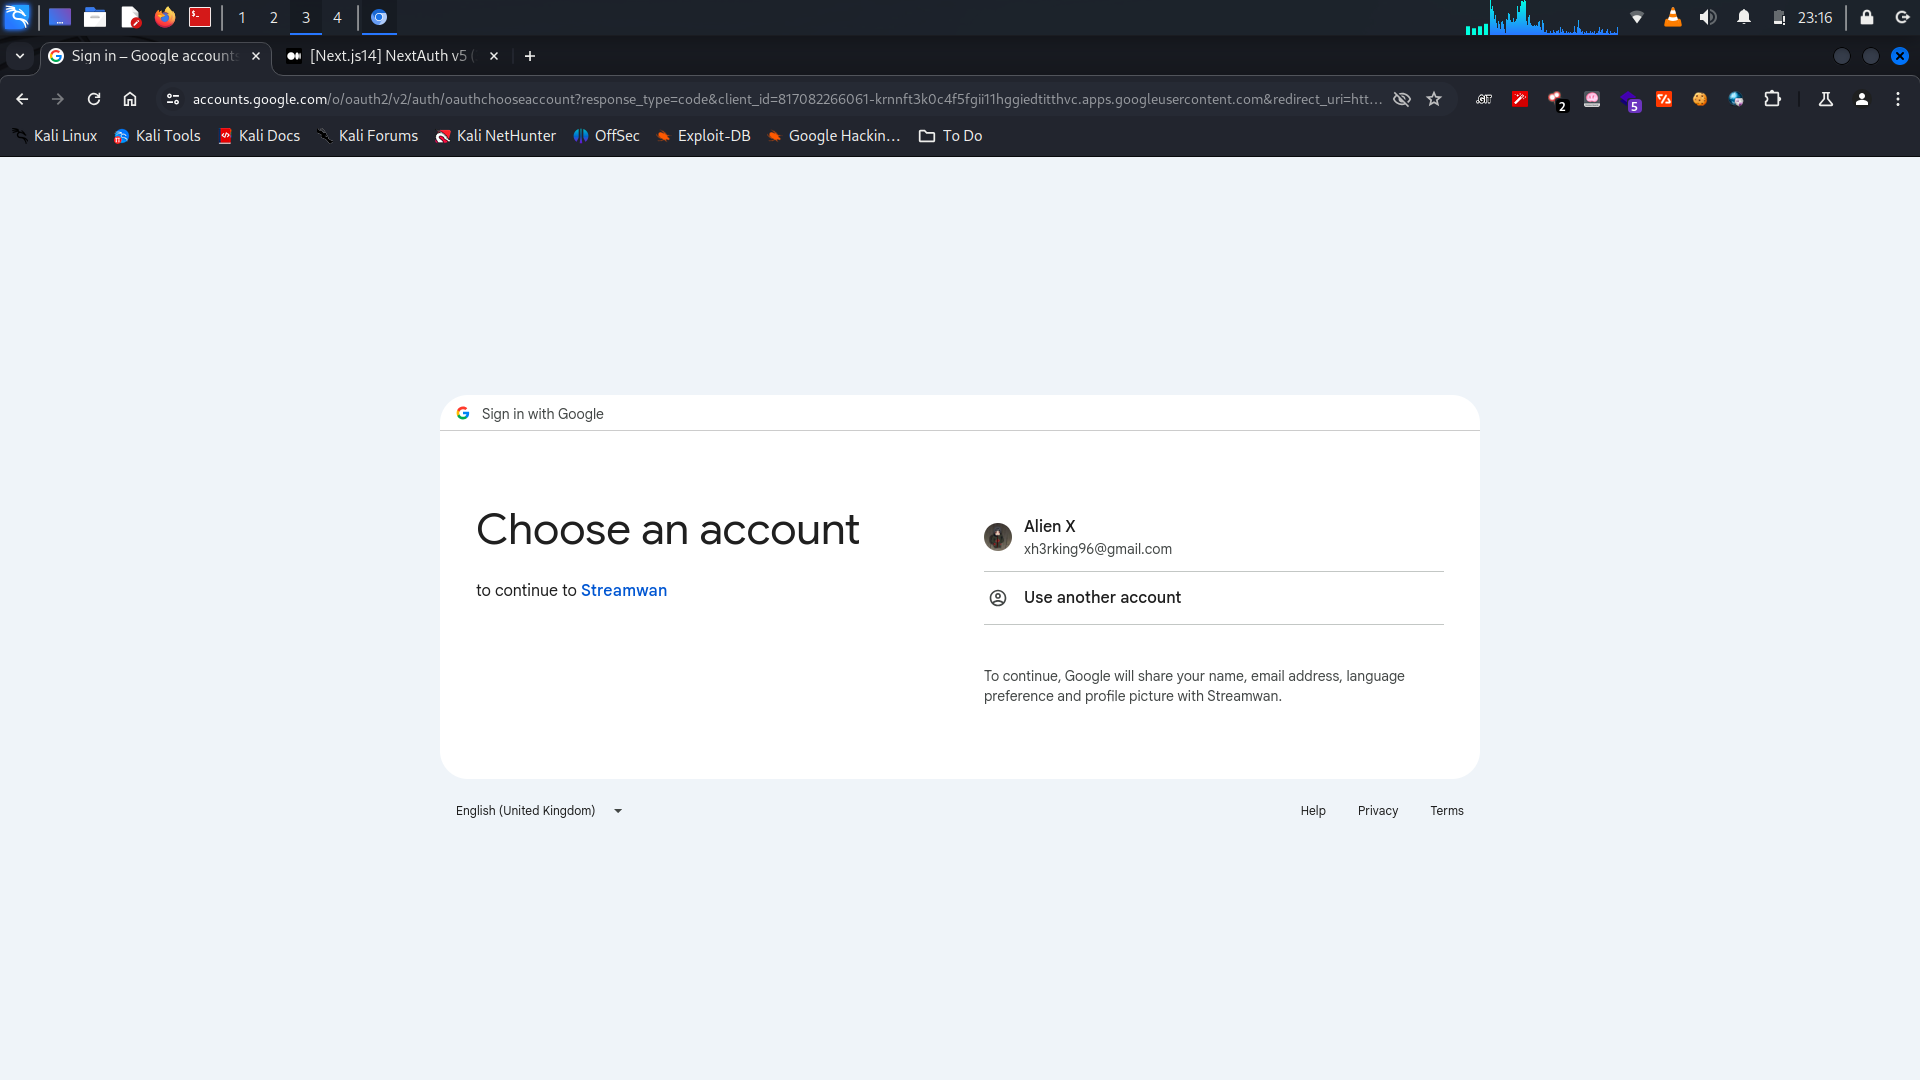 1 2 3 4 23:16
Sign in – Google accounts [Next.js14] NextAuth v5 (
accounts.google.com/o/oauth2/v2/auth/oauthchooseaccount?response_type=code&client_id=817082266061-krnnft3k0c4f5fgii11hggiedtitthvc.apps.googleusercontent.com&redirect_uri=htt... .GIT 2 5
Kali Linux Kali Tools Kali Docs Kali Forums Kali NetHunter OffSec Exploit-DB Google Hackin... To Do
Sign in with Google
Choose an account
to continue to Streamwan
Alien X
xh3rking96@gmail.com
Use another account
To continue, Google will share your name, email address, language
preference and profile picture with Streamwan.
English (United Kingdom) Help Privacy Terms